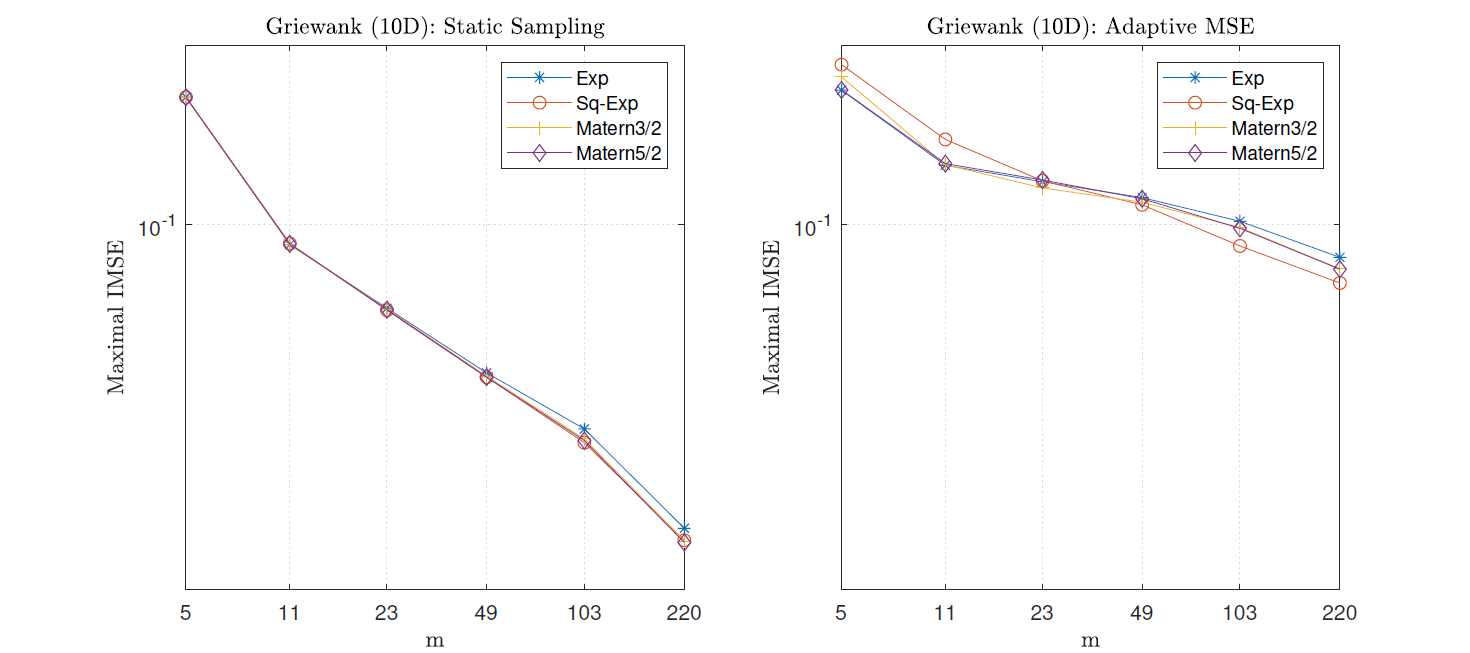 Griewank (10D): Static Sampling
Exp
Sq-Exp
Matern3/2
Matern5/2
10-1
Maximal IMSE
5 11 23 49 103 220
m
Griewank (10D): Adaptive MSE
Exp
Sq-Exp
Matern3/2
Matern5/2
10-1
Maximal IMSE
5 11 23 49 103 220
m